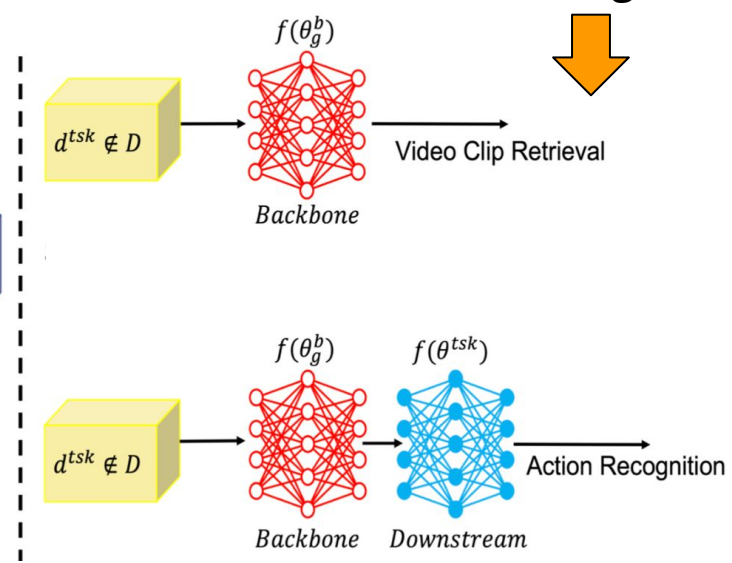 f(θ_g^b)
d^{tsk} ∉ D
Video Clip Retrieval
Backbone
f(θ_g^b) f(θ^{tsk})
d^{tsk} ∉ D
Action Recognition
Backbone Downstream